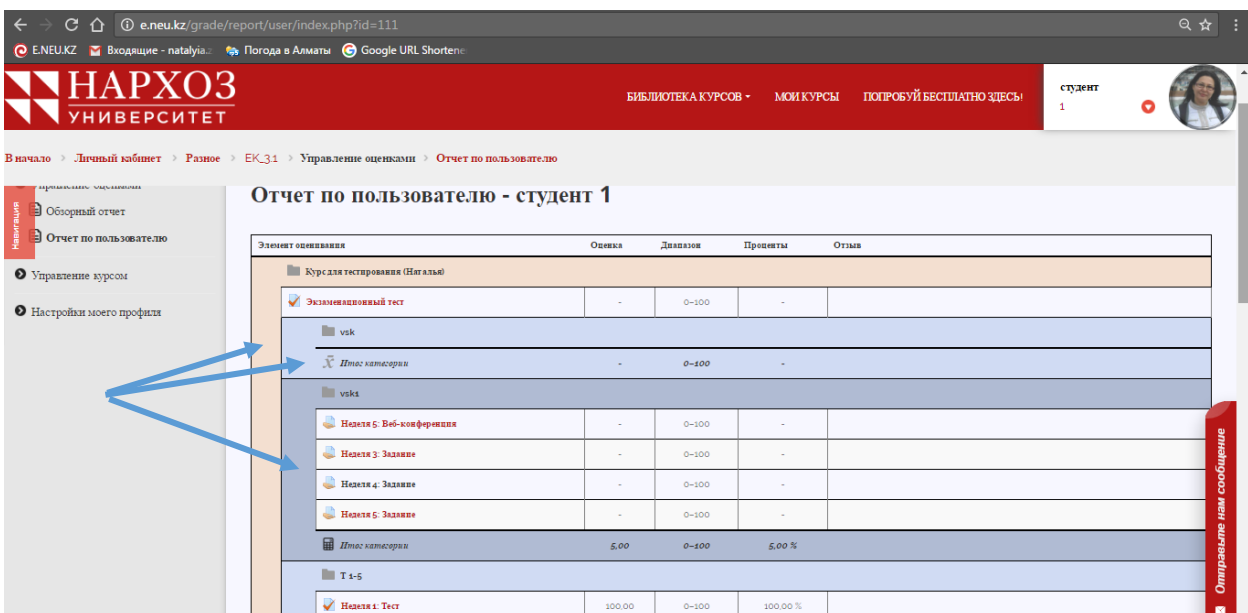 e.neu.kz/grade/report/user/index.php?id=111
E.NEU.KZ Входящие - natalyia.z Погода в Алматы Google URL Shortene
НАРХОЗ
УНИВЕРСИТЕТ
БИБЛИОТЕКА КУРСОВ МОИ КУРСЫ ПОПРОБУЙ БЕСПЛАТНО ЗДЕСЬ!
студент
1
В начало > Личный кабинет > Разное > EK_3.1 > Управление оценками > Отчет по пользователю
Управление оценками
Обзорный отчет
Отчет по пользователю
Управление курсом
Настройки моего профиля
Навигация
Отчет по пользователю - студент 1
Элемент оценивания Оценка Диапазон Проценты Отзыв
Курс для тестирования (Наталья)
Экзаменационный тест - 0–100 -
vsk
x̄ Итог категории - 0–100 -
vsk1
Неделя 5: Веб-конференция - 0–100 -
Неделя 3: Задание - 0–100 -
Неделя 4: Задание - 0–100 -
Неделя 5: Задание - 0–100 -
Итог категории 5,00 0–100 5,00 %
Т 1-5
Неделя 1: Тест 100,00 0–100 100,00 %
Отправьте нам сообщение